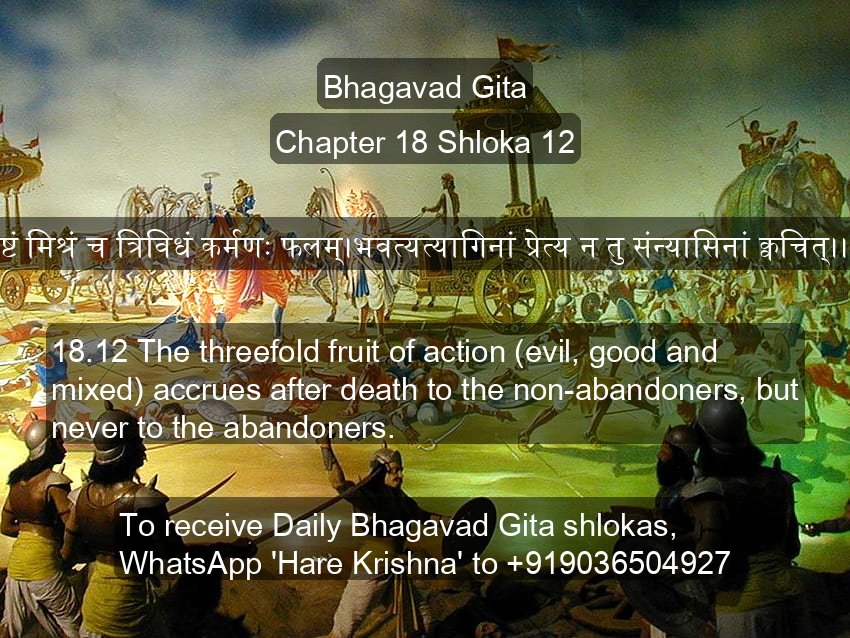 Bhagavad Gita
Chapter 18 Shloka 12
ष्टं मिश्रं च त्रिविधं कर्मणः फलम्।भवत्यत्यागिनां प्रेत्य न तु संन्यासिनां क्वचित्।।
18.12 The threefold fruit of action (evil, good and
mixed) accrues after death to the non-abandoners, but
never to the abandoners.
To receive Daily Bhagavad Gita shlokas,
WhatsApp 'Hare Krishna' to +919036504927